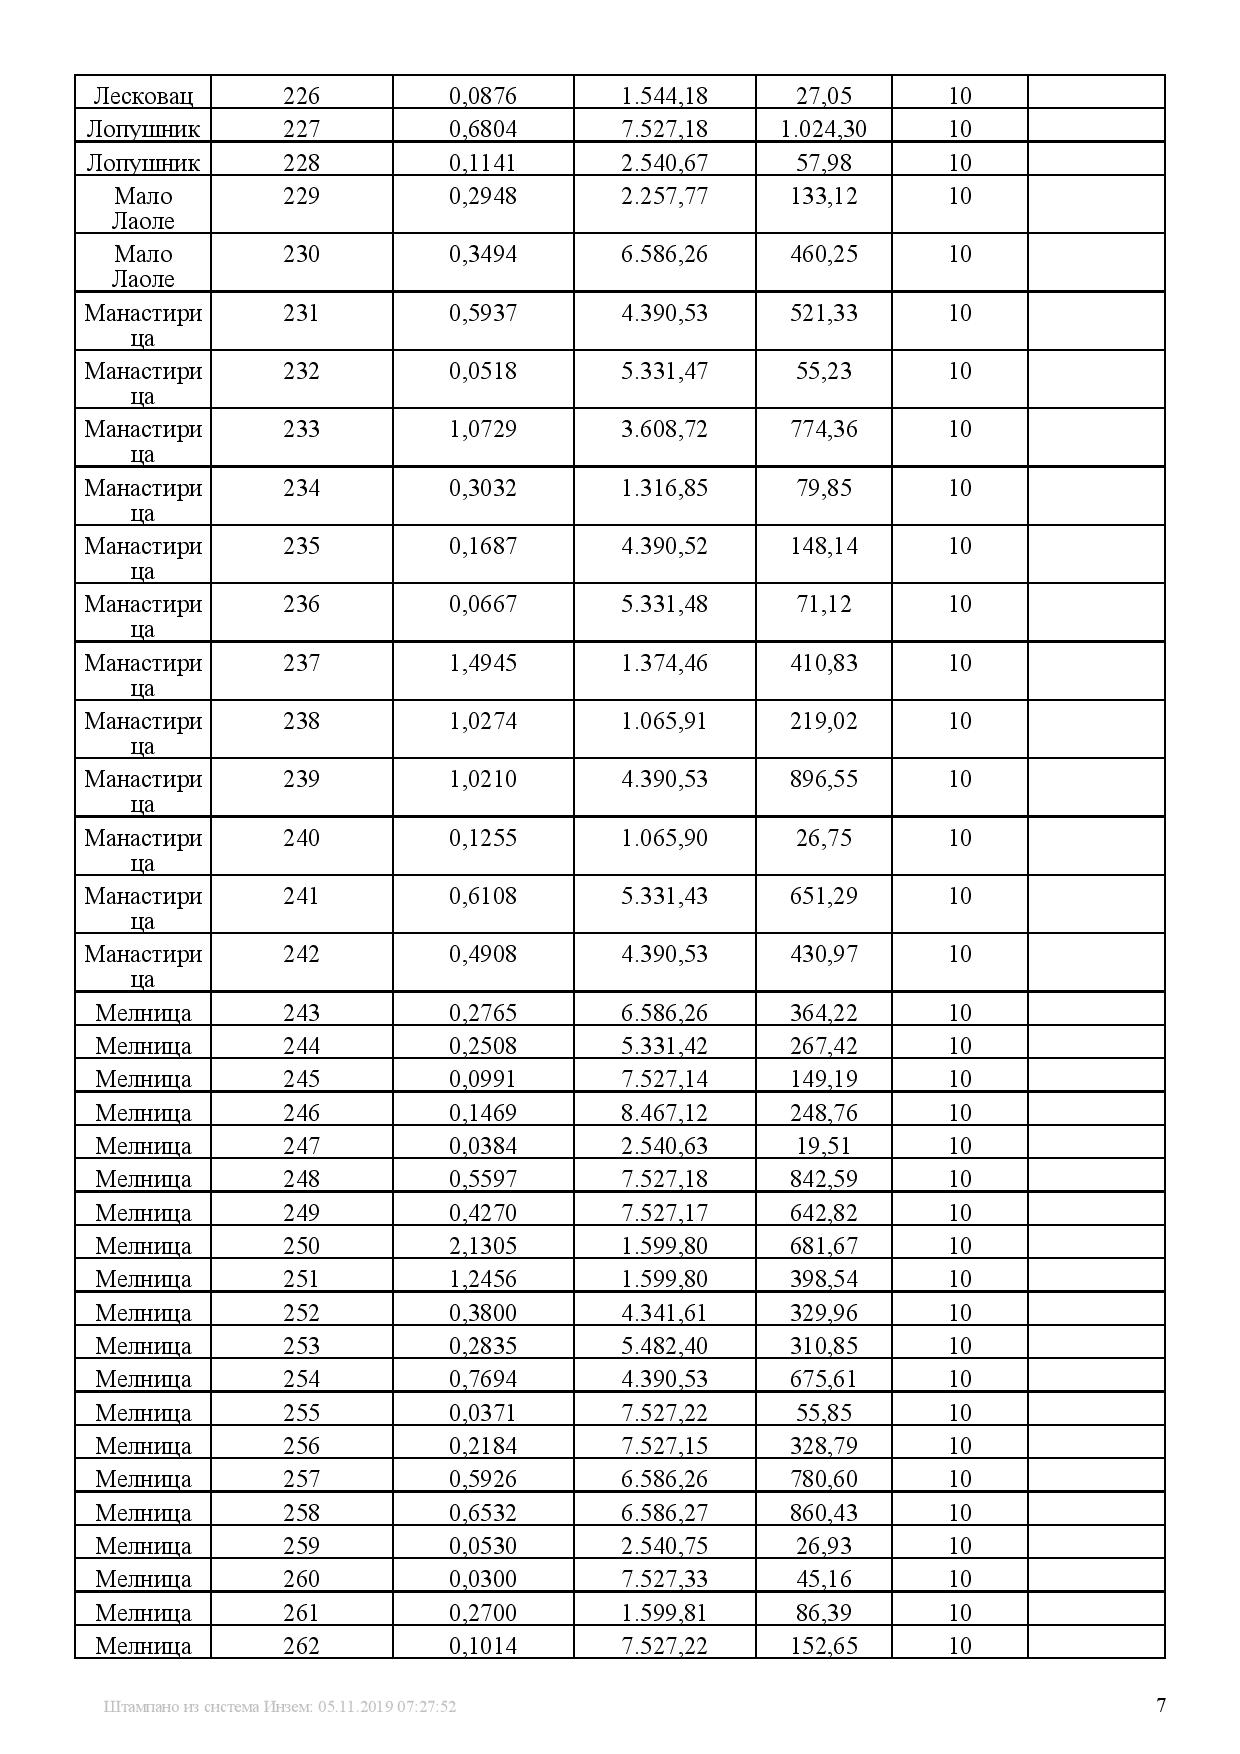 Лесковац 226 0,0876 1.544,18 27,05 10
Лопушник 227 0,6804 7.527,18 1.024,30 10
Лопушник 228 0,1141 2.540,67 57,98 10
Мало 229 0,2948 2.257,77 133,12 10
Лаоле
Мало 230 0,3494 6.586,26 460,25 10
Лаоле
Манастири 231 0,5937 4.390,53 521,33 10
ца
Манастири 232 0,0518 5.331,47 55,23 10
ца
Манастири 233 1,0729 3.608,72 774,36 10
ца
Манастири 234 0,3032 1.316,85 79,85 10
ца
Манастири 235 0,1687 4.390,52 148,14 10
ца
Манастири 236 0,0667 5.331,48 71,12 10
ца
Манастири 237 1,4945 1.374,46 410,83 10
ца
Манастири 238 1,0274 1.065,91 219,02 10
ца
Манастири 239 1,0210 4.390,53 896,55 10
ца
Манастири 240 0,1255 1.065,90 26,75 10
ца
Манастири 241 0,6108 5.331,43 651,29 10
ца
Манастири 242 0,4908 4.390,53 430,97 10
ца
Мелница 243 0,2765 6.586,26 364,22 10
Мелница 244 0,2508 5.331,42 267,42 10
Мелница 245 0,0991 7.527,14 149,19 10
Мелница 246 0,1469 8.467,12 248,76 10
Мелница 247 0,0384 2.540,63 19,51 10
Мелница 248 0,5597 7.527,18 842,59 10
Мелница 249 0,4270 7.527,17 642,82 10
Мелница 250 2,1305 1.599,80 681,67 10
Мелница 251 1,2456 1.599,80 398,54 10
Мелница 252 0,3800 4.341,61 329,96 10
Мелница 253 0,2835 5.482,40 310,85 10
Мелница 254 0,7694 4.390,53 675,61 10
Мелница 255 0,0371 7.527,22 55,85 10
Мелница 256 0,2184 7.527,15 328,79 10
Мелница 257 0,5926 6.586,26 780,60 10
Мелница 258 0,6532 6.586,27 860,43 10
Мелница 259 0,0530 2.540,75 26,93 10
Мелница 260 0,0300 7.527,33 45,16 10
Мелница 261 0,2700 1.599,81 86,39 10
Мелница 262 0,1014 7.527,22 152,65 10
Штампано из система Инзем: 05.11.2019 07:27:52 7